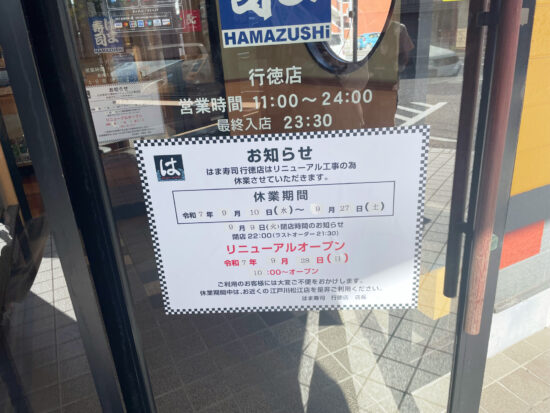 HAMAZUSHi
行徳店
営業時間 11:00～24:00
最終入店 23:30
は
お知らせ
はま寿司 行徳店はリニューアル工事の為
休業させていただきます。
休業期間
令和 7年 9月 10日(水)～ 9月 27日(土)
9月 9日(火)閉店時間のお知らせ
閉店 22:00(ラストオーダー21:30)
リニューアルオープン
令和 7年 9月 28日(日)
10:00～オープン
ご利用のお客様には大変ご不便をおかけします。
休業期間中は、お近くの江戸川松江店を是非ご利用ください。
はま寿司 行徳店 店長